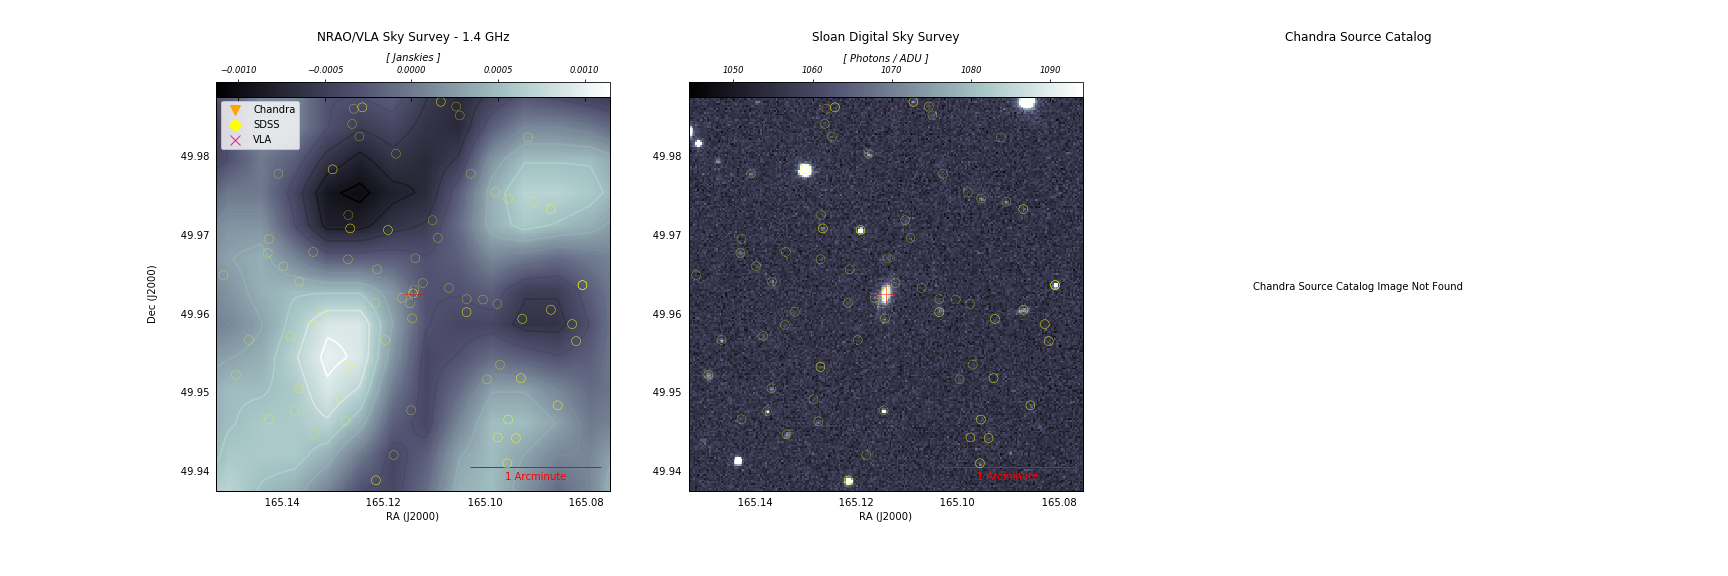 NRAO/VLA Sky Survey - 1.4 GHz
[ Janskies ]
−0.0010 −0.0005 0.0000 0.0005 0.0010
Chandra
SDSS
VLA
49.98
49.97
49.96
49.95
49.94
Dec (J2000)
1 Arcminute
165.14 165.12 165.10 165.08
RA (J2000)
Sloan Digital Sky Survey
[ Photons / ADU ]
1050 1060 1070 1080 1090
49.98
49.97
49.96
49.95
49.94
1 Arcminute
165.14 165.12 165.10 165.08
RA (J2000)
Chandra Source Catalog
Chandra Source Catalog Image Not Found